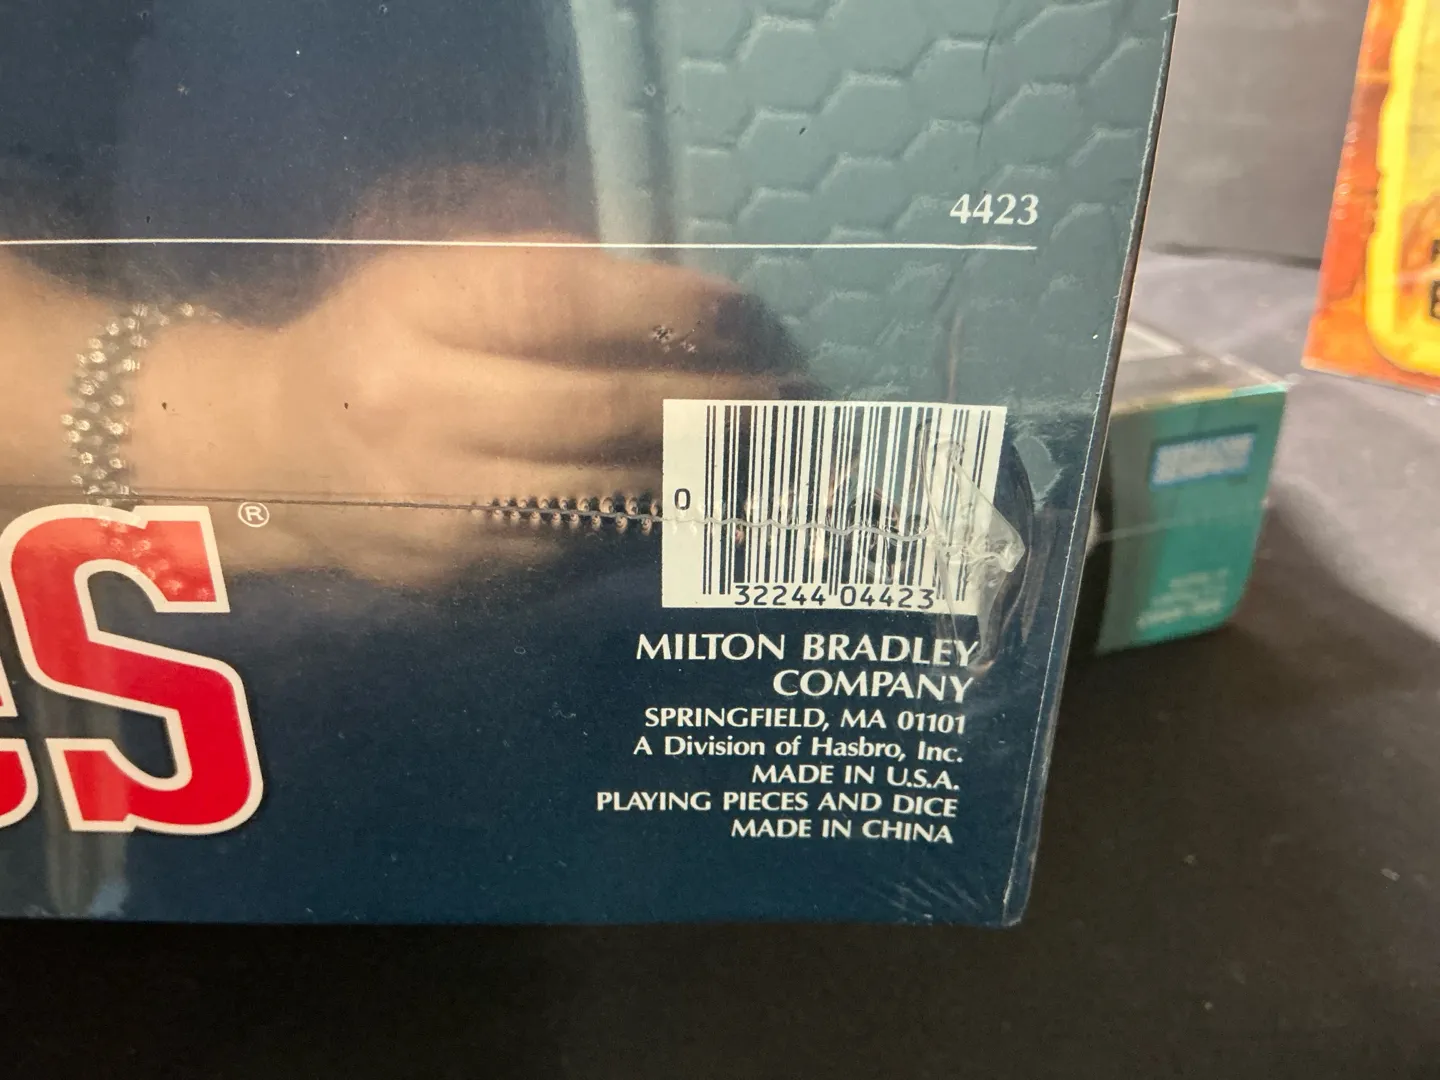 4423
ES®
0
32244 04423
MILTON BRADLEY
COMPANY
SPRINGFIELD, MA 01101
A Division of Hasbro, Inc.
MADE IN U.S.A.
PLAYING PIECES AND DICE
MADE IN CHINA